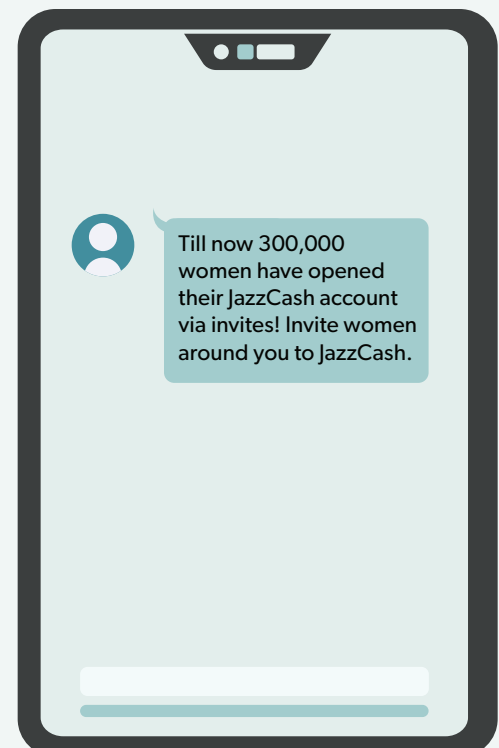 Till now 300,000
women have opened
their JazzCash account
via invites! Invite women
around you to JazzCash.